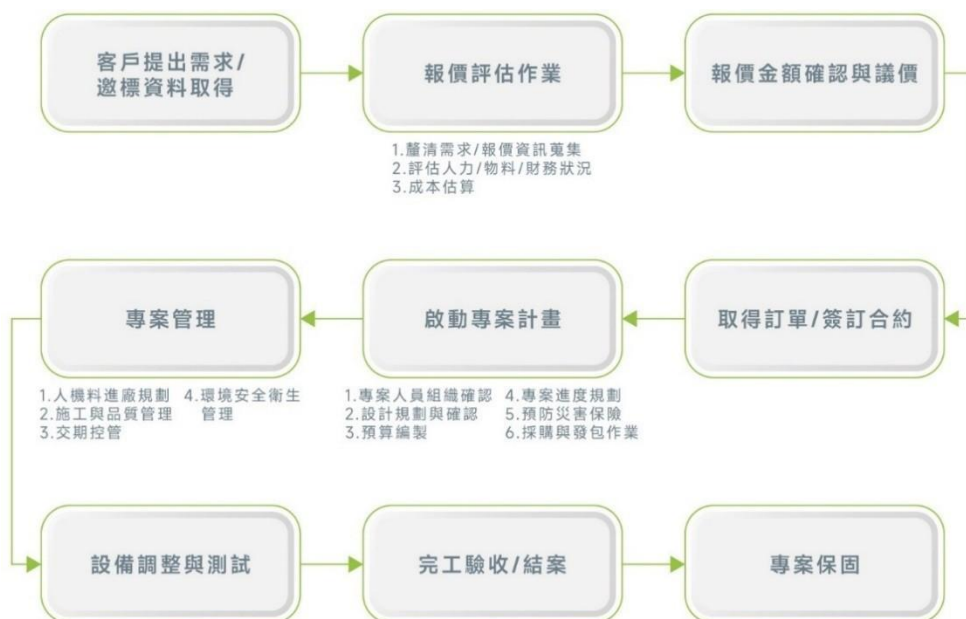 客戶提出需求/
邀標資料取得
報價評估作業
1.釐清需求/報價資訊蒐集
2.評估人力/物料/財務狀況
3.成本估算
報價金額確認與議價
取得訂單/簽訂合約
啟動專案計畫
1.專案人員組織確認
2.設計規劃與確認
3.預算編製
4.專案進度規劃
5.預防災害保險
6.採購與發包作業
專案管理
1.人機料進廠規劃
2.施工與品質管理
3.交期控管
4.環境安全衛生
管理
設備調整與測試
完工驗收/結案
專案保固